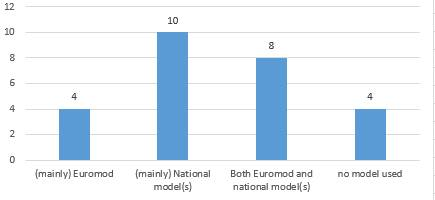 12
10
8
6
4
2
0
4
10
8
4
(mainly) Euromod
(mainly) National
model(s)
Both Euromod and
national model(s)
no model used